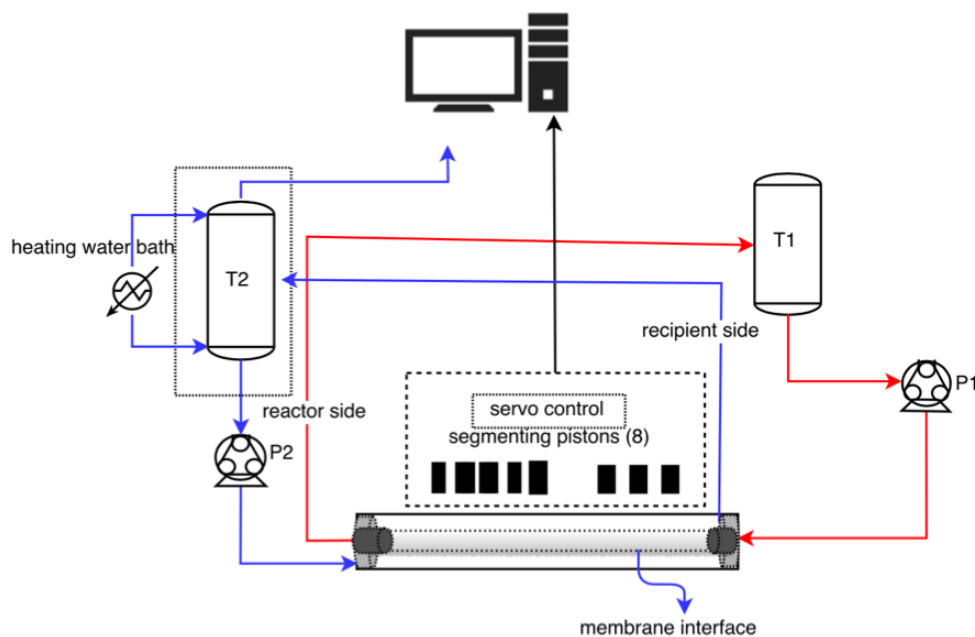 T1
heating water bath
T2
recipient side
P1
reactor side
servo control
segmenting pistons (8)
P2
membrane interface